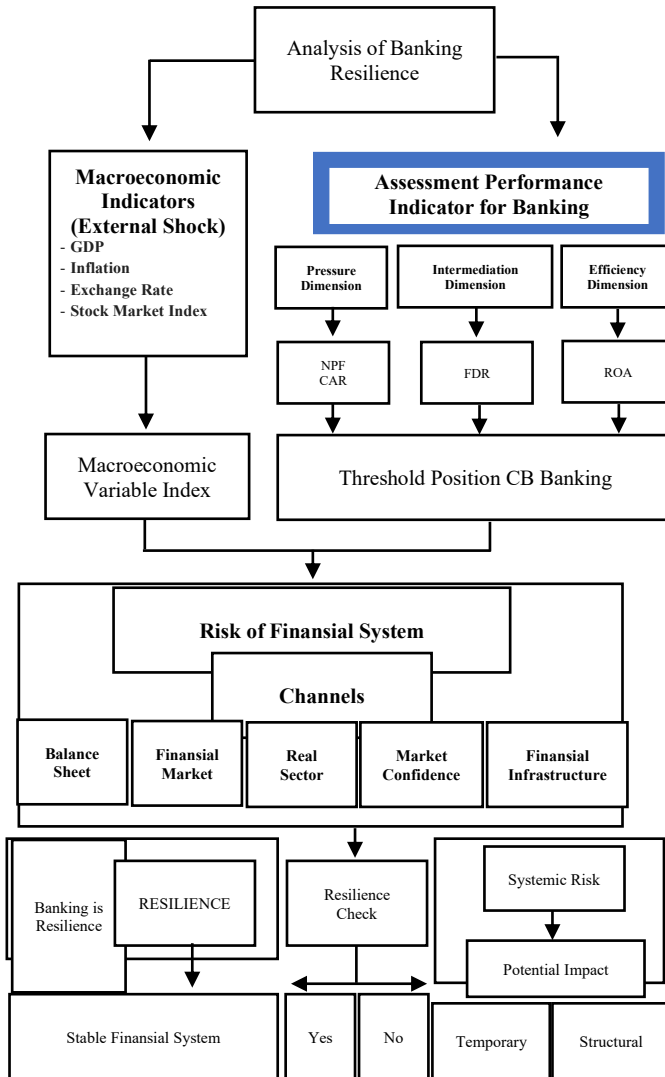 Analysis of Banking
Resilience
Macroeconomic
Indicators
(External Shock)
- GDP
- Inflation
- Exchange Rate
- Stock Market Index
Assessment Performance
Indicator for Banking
Pressure
Dimension
Intermediation
Dimension
Efficiency
Dimension
NPF
CAR
FDR
ROA
Macroeconomic
Variable Index
Threshold Position CB Banking
Risk of Finansial System
Channels
Balance
Sheet
Finansial
Market
Real
Sector
Market
Confidence
Finansial
Infrastructure
Banking is
Resilience
RESILIENCE
Resilience
Check
Systemic Risk
Potential Impact
Stable Finansial System
Yes
No
Temporary
Structural